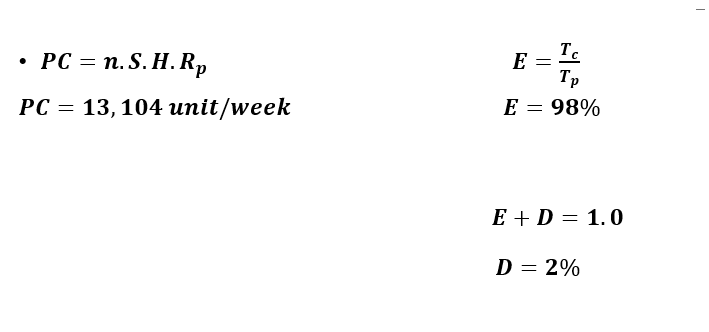 • PC = n.S.H.R_p
PC = 13,104 unit/week
E = T_c/T_p
E = 98%
E + D = 1.0
D = 2%